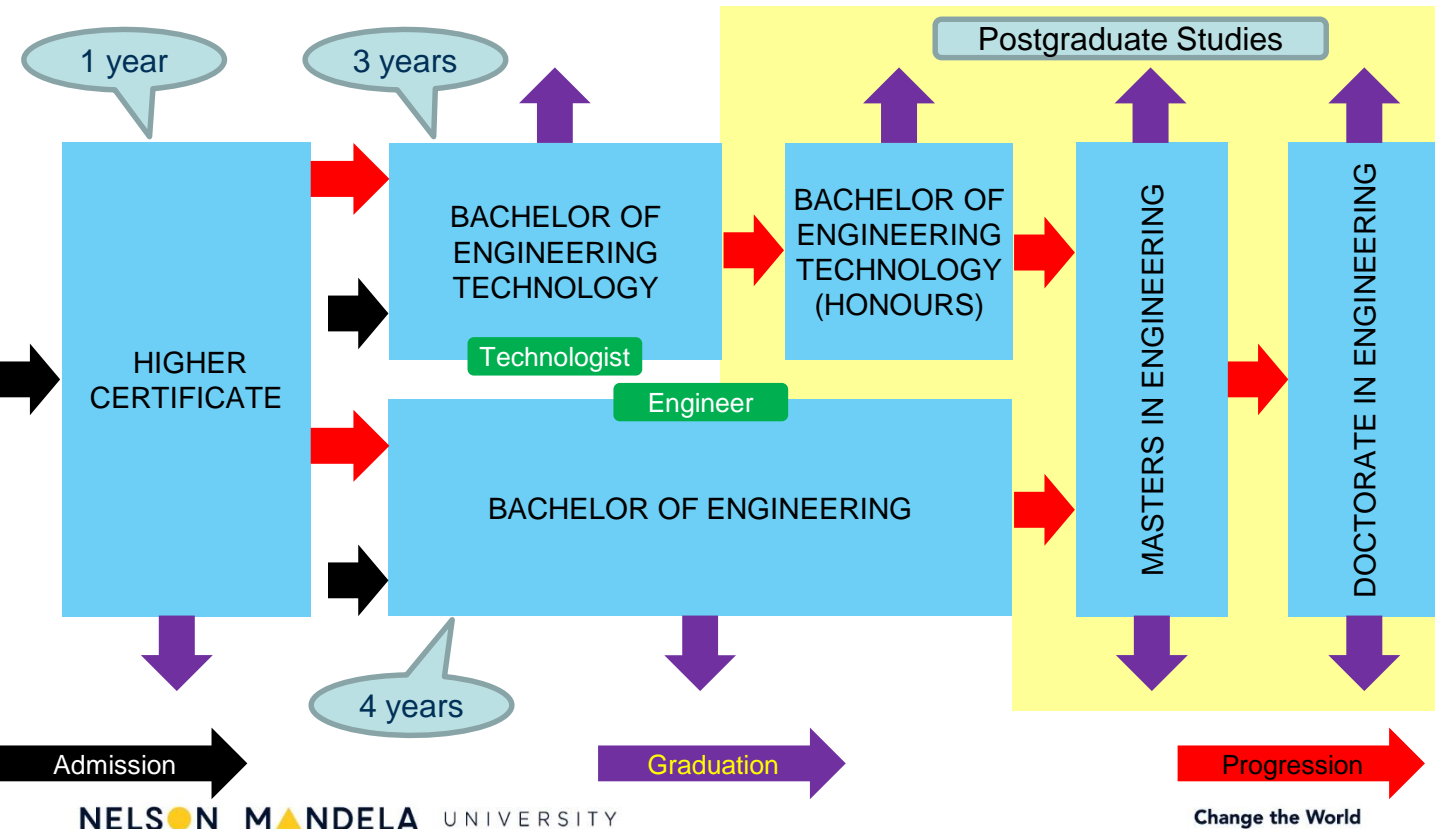 Postgraduate Studies
1 year
3 years
HIGHER
CERTIFICATE
BACHELOR OF
ENGINEERING
TECHNOLOGY
Technologist
BACHELOR OF
ENGINEERING
TECHNOLOGY
(HONOURS)
Engineer
BACHELOR OF ENGINEERING
MASTERS IN ENGINEERING
DOCTORATE IN ENGINEERING
4 years
Admission
Graduation
Progression
NELSON MANDELA UNIVERSITY
Change the World